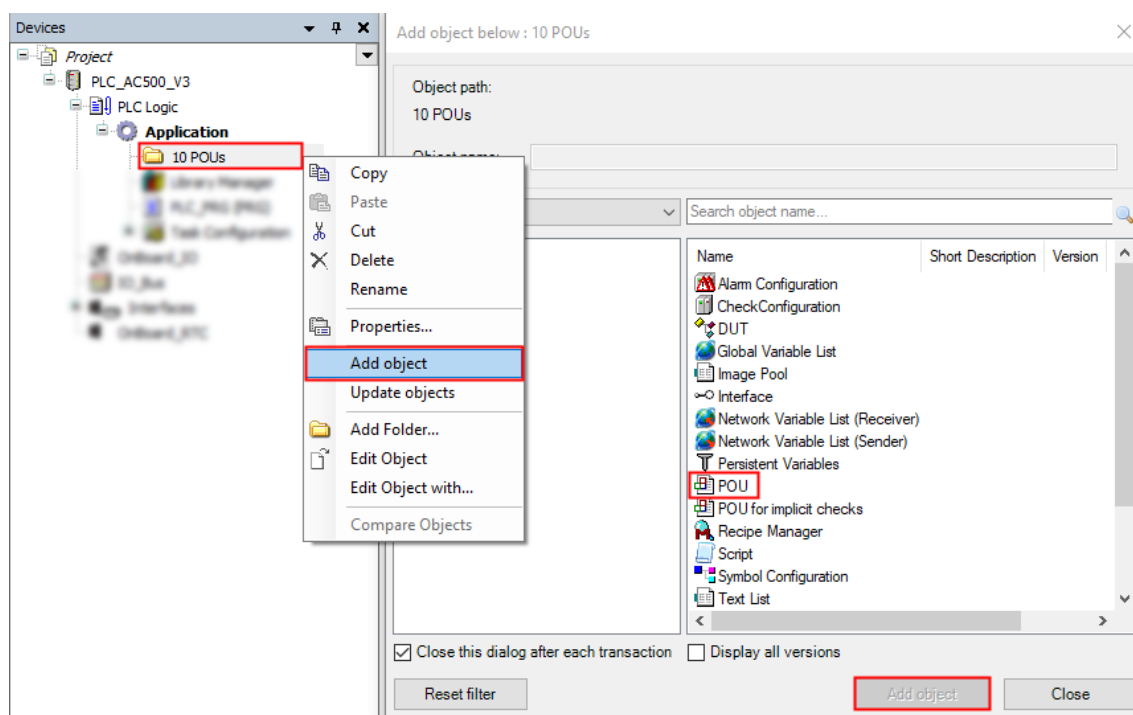 Devices
Project
PLC_AC500_V3
PLC Logic
Application
10 POUs
Copy
Paste
Cut
Delete
Rename
Properties...
Add object
Update objects
Add Folder...
Edit Object
Edit Object with...
Compare Objects
Add object below : 10 POUs
Object path:
10 POUs
Search object name...
Name Short Description Version
Alarm Configuration
CheckConfiguration
DUT
Global Variable List
Image Pool
Interface
Network Variable List (Receiver)
Network Variable List (Sender)
Persistent Variables
POU
POU for implicit checks
Recipe Manager
Script
Symbol Configuration
Text List
Close this dialog after each transaction Display all versions
Reset filter Add object Close